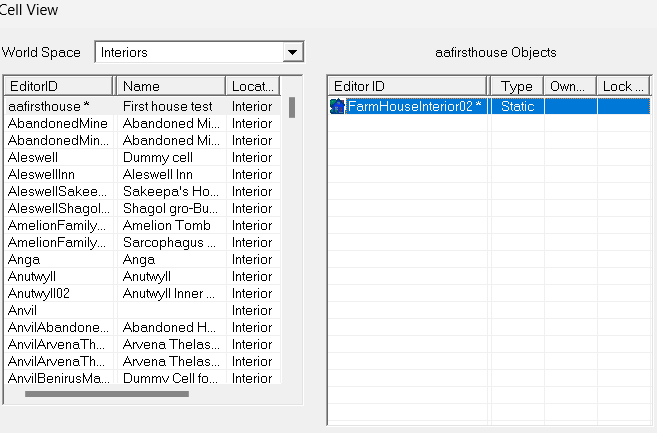 Cell View
World Space Interiors aafirsthouse Objects
EditorID Name Locat... Editor ID Type Own... Lock ...
aafirsthouse * First house test Interior FarmHouseInterior02 * Static
AbandonedMine Abandoned Mi... Interior
AbandonedMin... Abandoned Mi... Interior
Aleswell Dummy cell Interior
AleswellInn Aleswell Inn Interior
AleswellSakee... Sakeepa's Ho... Interior
AleswellShagol... Shagol gro-Bu... Interior
AmelionFamily... Amelion Tomb Interior
AmelionFamily... Sarcophagus ... Interior
Anga Anga Interior
Anutwyll Anutwyll Interior
Anutwyll02 Anutwyll Inner ... Interior
Anvil Interior
AnvilAbandone... Abandoned H... Interior
AnvilArvenaTh... Arvena Thelas... Interior
AnvilArvenaTh... Arvena Thelas... Interior
AnvilBenirusMa... Dummy Cell fo... Interior